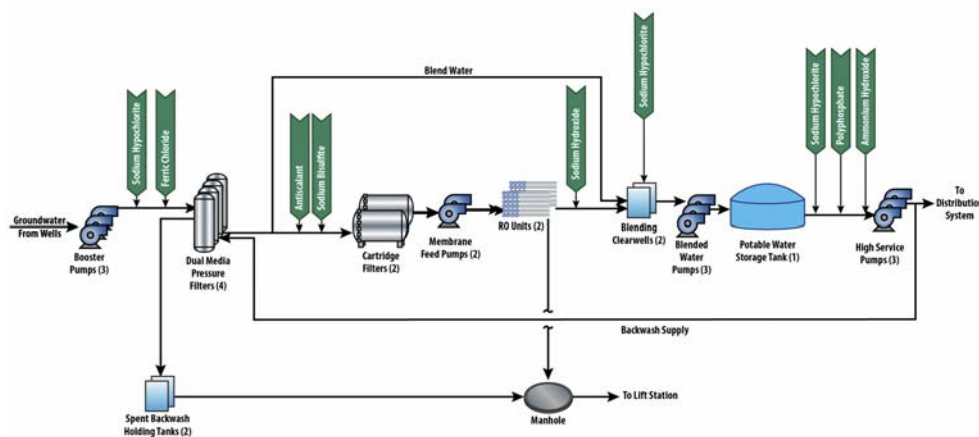 Sodium Hypochlorite
Ferric Chloride
Antiscalant
Sodium Bisulfite
Blend Water
Sodium Hydroxide
Sodium Hypochlorite
Sodium Hypochlorite
Polyphosphate
Ammonium Hydroxide
Groundwater
From Wells
Booster
Pumps (3)
Dual Media
Pressure
Filters (4)
Cartridge
Filters (2)
Membrane
Feed Pumps (2)
RO Units (2)
Blending
Clearwells (2)
Blended
Water
Pumps (3)
Potable Water
Storage Tank (1)
High Service
Pumps (3)
To
Distribution
System
Backwash Supply
Spent Backwash
Holding Tanks (2)
Manhole
To Lift Station